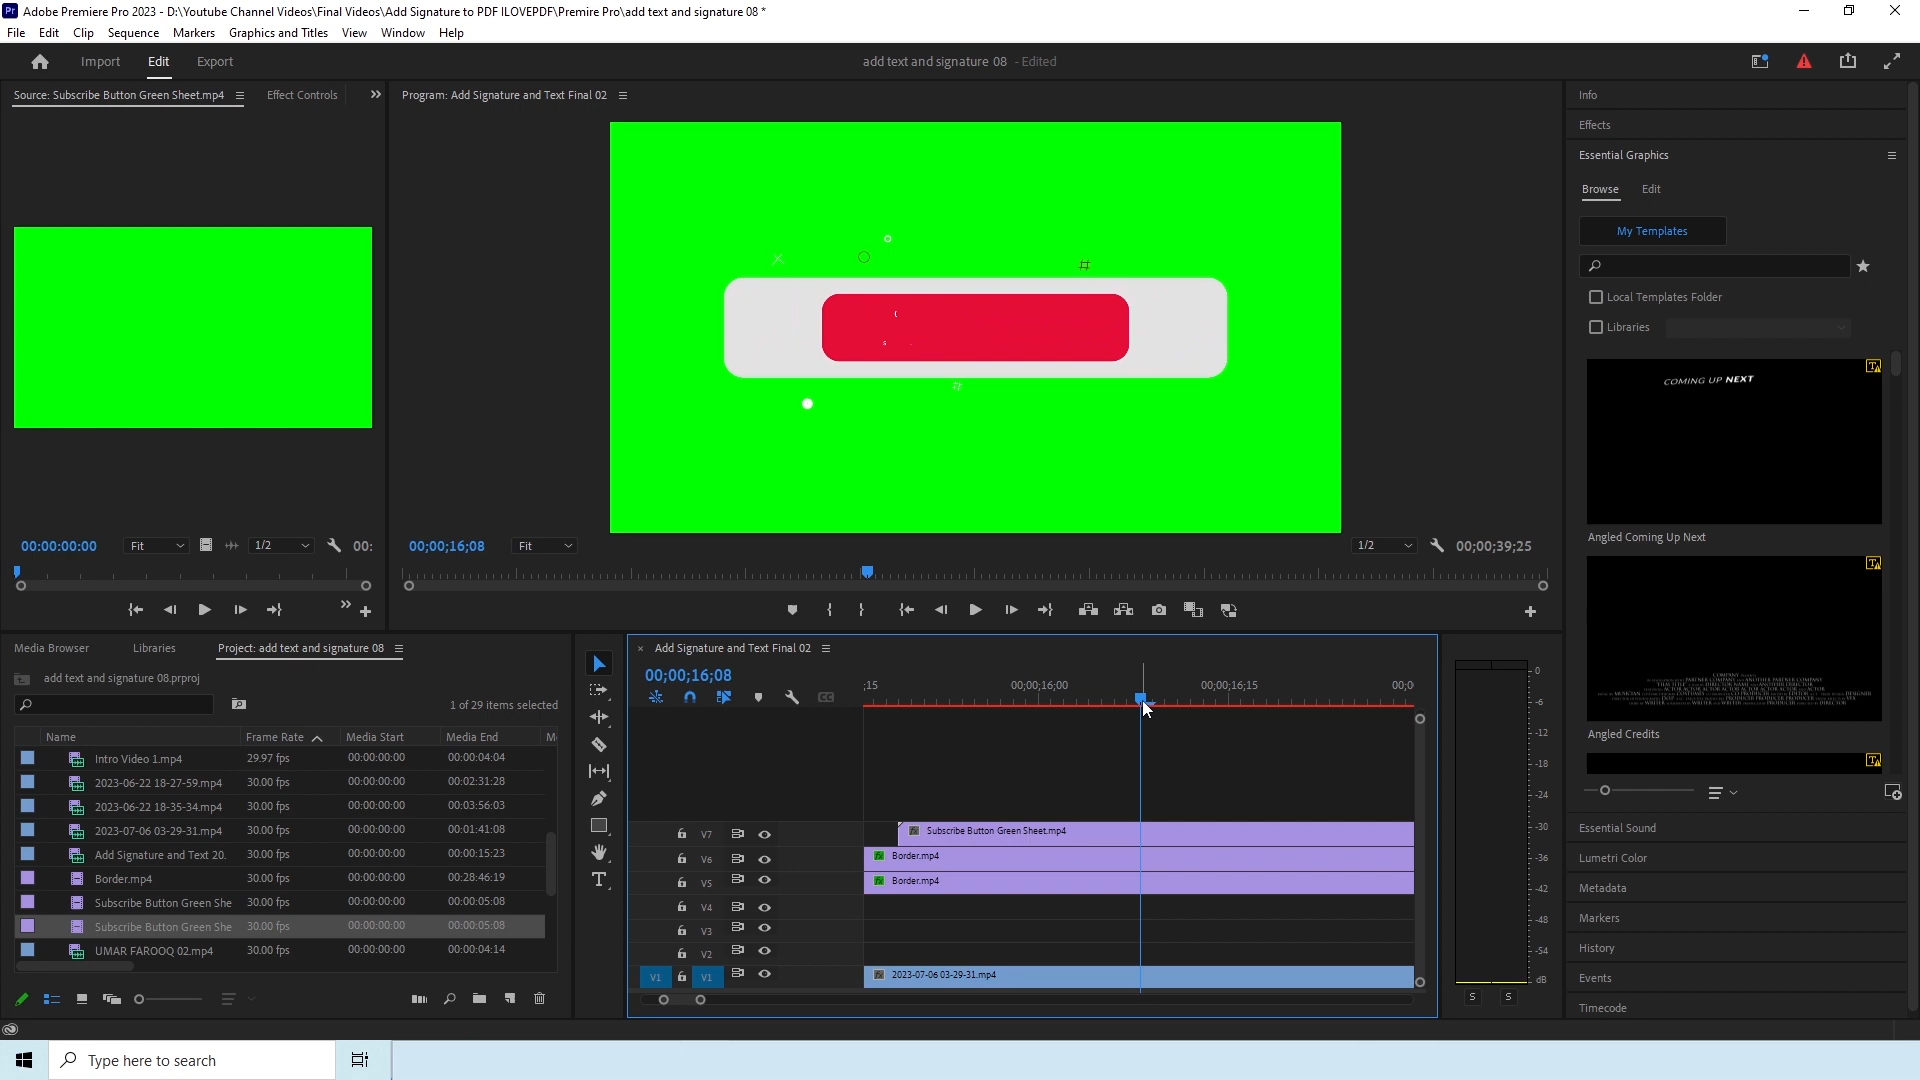 Adobe Premiere Pro 2023 - D:\Youtube Channel Videos\Final Videos\Add Signature to PDF ILOVEPDF\Premire Pro\add text and signature 08 *
File Edit Clip Sequence Markers Graphics and Titles View Window Help
Import Edit Export
add text and signature 08 - Edited
Source: Subscribe Button Green Sheet.mp4
Effect Controls
Program: Add Signature and Text Final 02
00:00:00:00
Fit
1/2
00:
00;00;16;08
Fit
1/2
00;00;39;25
Info
Effects
Essential Graphics
Browse Edit
My Templates
Local Templates Folder
Libraries
COMING UP NEXT
Angled Coming Up Next
Angled Credits
Essential Sound
Lumetri Color
Metadata
Markers
History
Events
Timecode
Media Browser
Libraries
Project: add text and signature 08
add text and signature 08.prproj
1 of 29 items selected
Name Frame Rate Media Start Media End
Intro Video 1.mp4 29.97 fps 00:00:00:00 00:00:04:04
2023-06-22 18-27-59.mp4 30.00 fps 00:00:00:00 00:02:31:28
2023-06-22 18-35-34.mp4 30.00 fps 00:00:00:00 00:03:56:03
2023-07-06 03-29-31.mp4 30.00 fps 00:00:00:00 00:01:41:08
Add Signature and Text 20. 30.00 fps 00:00:00:00 00:00:15:23
Border.mp4 30.00 fps 00:00:00:00 00:28:46:19
Subscribe Button Green She 30.00 fps 00:00:00:00 00:00:05:08
Subscribe Button Green She 30.00 fps 00:00:00:00 00:00:05:08
UMAR FAROOQ 02.mp4 30.00 fps 00:00:00:00 00:00:04:14
Add Signature and Text Final 02
00;00;16;08
;15 00;00;16;00 00;00;16;15 00;0
V7 Subscribe Button Green Sheet.mp4
V6 Border.mp4
V5 Border.mp4
V4
V3
V2
V1 V1 2023-07-06 03-29-31.mp4
0
-6
-12
-18
-24
-30
-36
-42
-48
-54
dB
S S
Type here to search